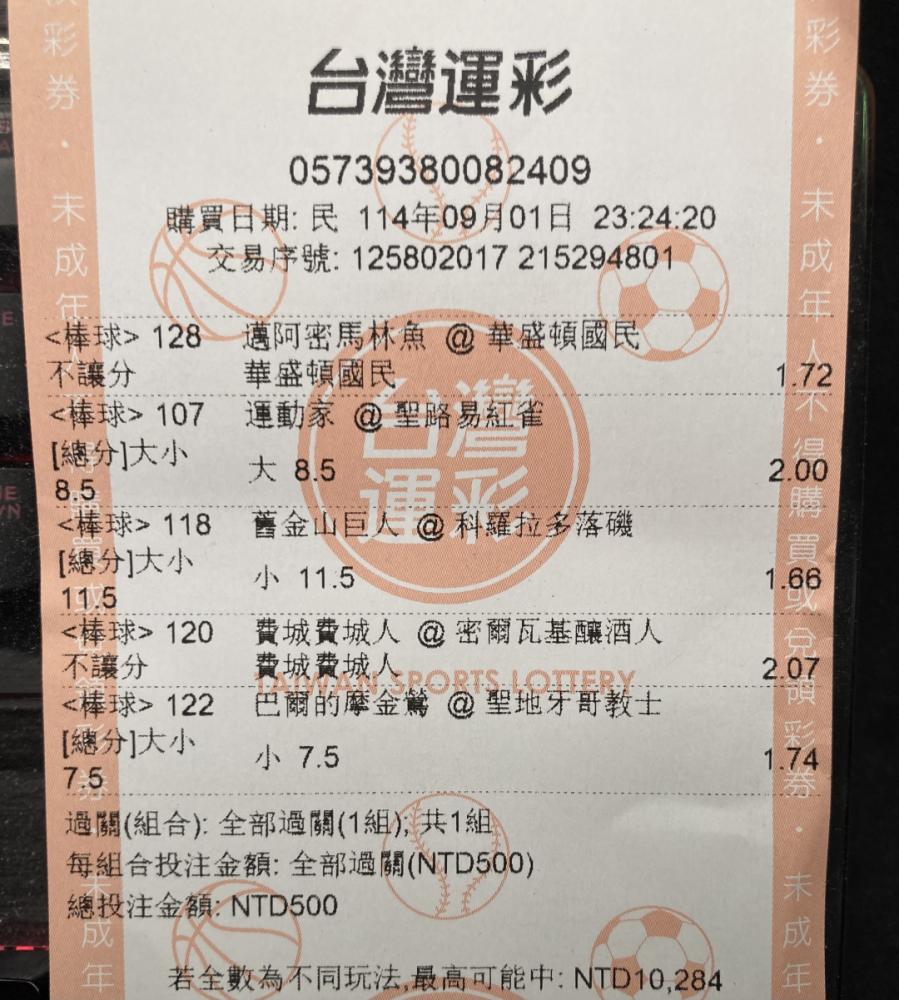 台灣運彩
05739380082409
購買日期: 民 114年09月01日 23:24:20
交易序號: 125802017 215294801
<棒球> 128 邁阿密馬林魚 @ 華盛頓國民
不讓分 華盛頓國民 1.72
<棒球> 107 運動家 @ 聖路易紅雀
[總分]大小
大 8.5 2.00
8.5
<棒球> 118 舊金山巨人 @ 科羅拉多落磯
[總分]大小
小 11.5 1.66
11.5
<棒球> 120 費城費城人 @ 密爾瓦基釀酒人
不讓分 費城費城人 2.07
<棒球> 122 巴爾的摩金鶯 @ 聖地牙哥教士
[總分]大小
小 7.5 1.74
7.5
過關(組合): 全部過關(1組); 共1組
每組合投注金額: 全部過關(NTD500)
總投注金額: NTD500
若全數為不同玩法,最高可能中: NTD10,284
台灣運彩
TAIWAN SPORTS LOTTERY
彩券・未成年人不得購買或兌領彩券・未成年